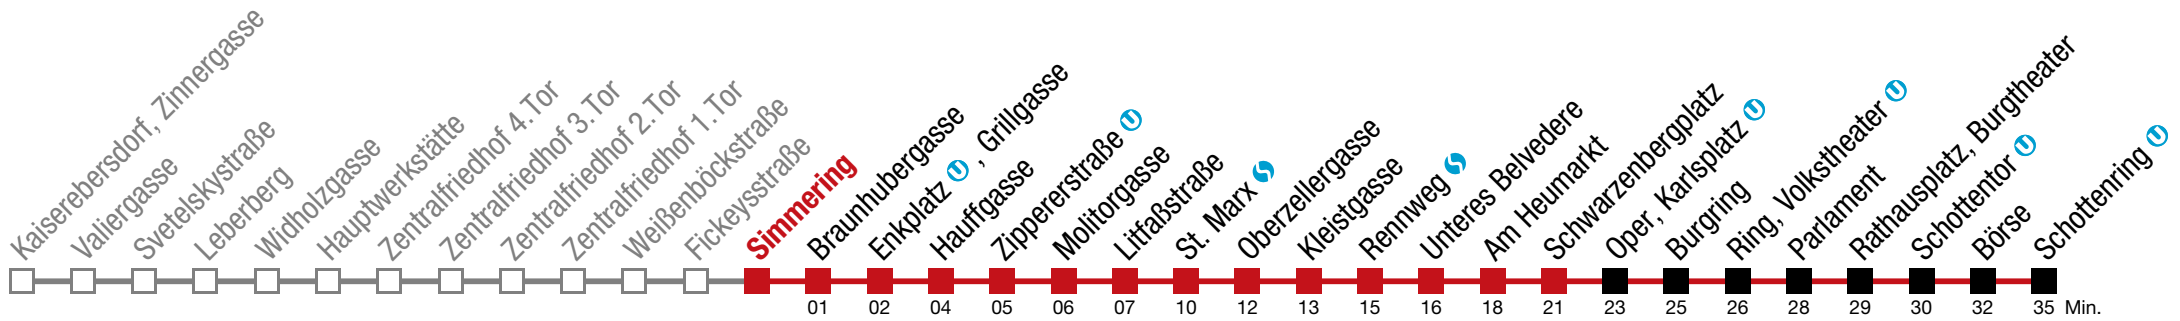 Kaiserebersdorf, Zinnergasse
Valiergasse
Svetelskystraße
Leberberg
Widholzgasse
Hauptwerkstätte
Zentralfriedhof 4.Tor
Zentralfriedhof 3.Tor
Zentralfriedhof 2.Tor
Zentralfriedhof 1.Tor
Weißenböckstraße
Fickeysstraße
Simmering
Braunhubergasse
Enkplatz U , Grillgasse
Hauffgasse
Zippererstraße U
Molitorgasse
Litfaßstraße
St. Marx S
Oberzellergasse
Kleistgasse
Rennweg S
Unteres Belvedere
Am Heumarkt
Schwarzenbergplatz
Oper, Karlsplatz U
Burgring
Ring, Volkstheater U
Parlament
Rathausplatz, Burgtheater
Schottentor U
Börse
Schottenring U
01 02 04 05 06 07 10 12 13 15 16 18 21 23 25 26 28 29 30 32 35 Min.